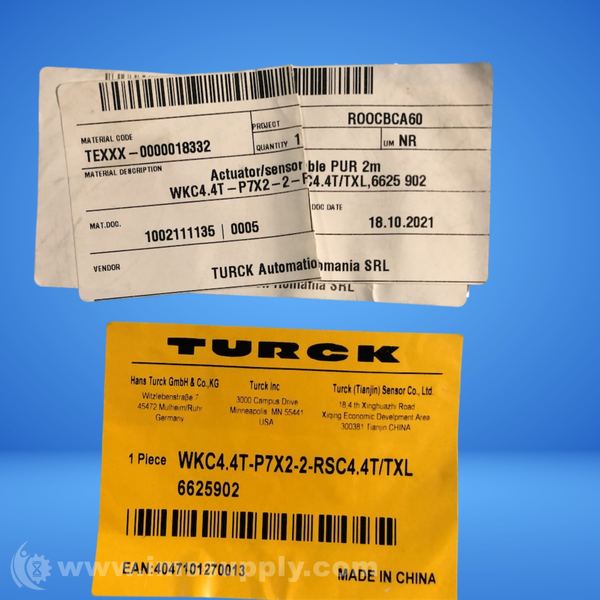 MATERIAL CODE
TEXXX-0000018332
PROJECT
ROOCBCA60
QUANTITY 1
UM NR
MATERIAL DESCRIPTION
Actuator/sensor ble PUR 2m
WKC4.4T-P7X2-2- C4.4T/TXL,6625 902
MAT.DOC.
1002111135 | 0005
DOC DATE
18.10.2021
VENDOR
TURCK Automatio omania SRL
Romania SRL
TURCK
Hans Turck GmbH & Co.,KG
Witzlebenstraße 7
45472 Mulheim/Ruhr
Germany
Turck Inc
3000 Campus Drive
Minneapolis MN 55441
USA
Turck (Tianjin) Sensor Co., Ltd.
18,4 th Xinghuazhi Road
Xiqing Economic Develpment Area
300381 Tianjin CHINA
1 Piece WKC4.4T-P7X2-2-RSC4.4T/TXL
6625902
EAN:4047101270013
MADE IN CHINA